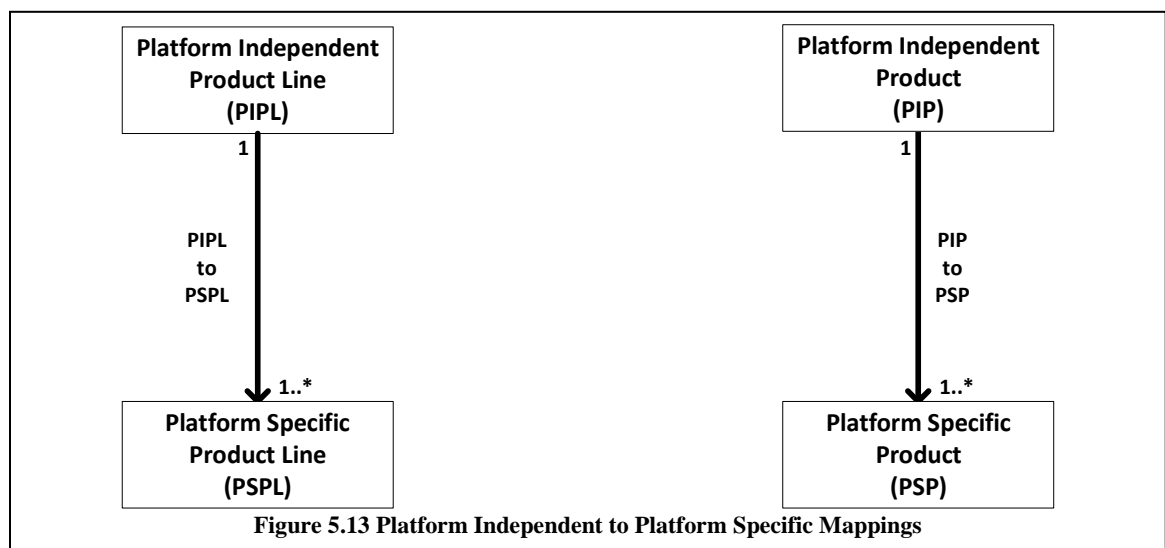 Platform Independent
Product Line
(PIPL)
1
PIPL
to
PSPL
1..*
Platform Specific
Product Line
(PSPL)
Platform Independent
Product
(PIP)
1
PIP
to
PSP
1..*
Platform Specific
Product
(PSP)
Figure 5.13 Platform Independent to Platform Specific Mappings